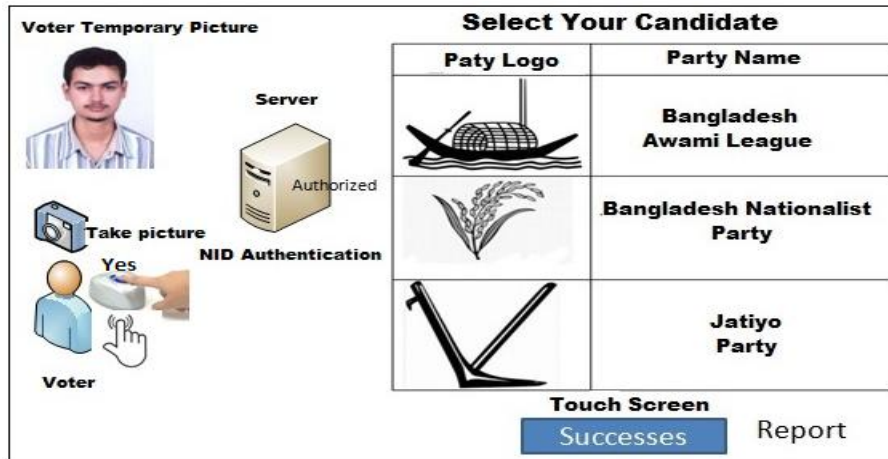 Voter Temporary Picture
Server
Authorized
Take picture
NID Authentication
Yes
Voter
Select Your Candidate
Paty Logo
Party Name
Bangladesh
Awami League
Bangladesh Nationalist
Party
Jatiyo
Party
Touch Screen
Successes
Report